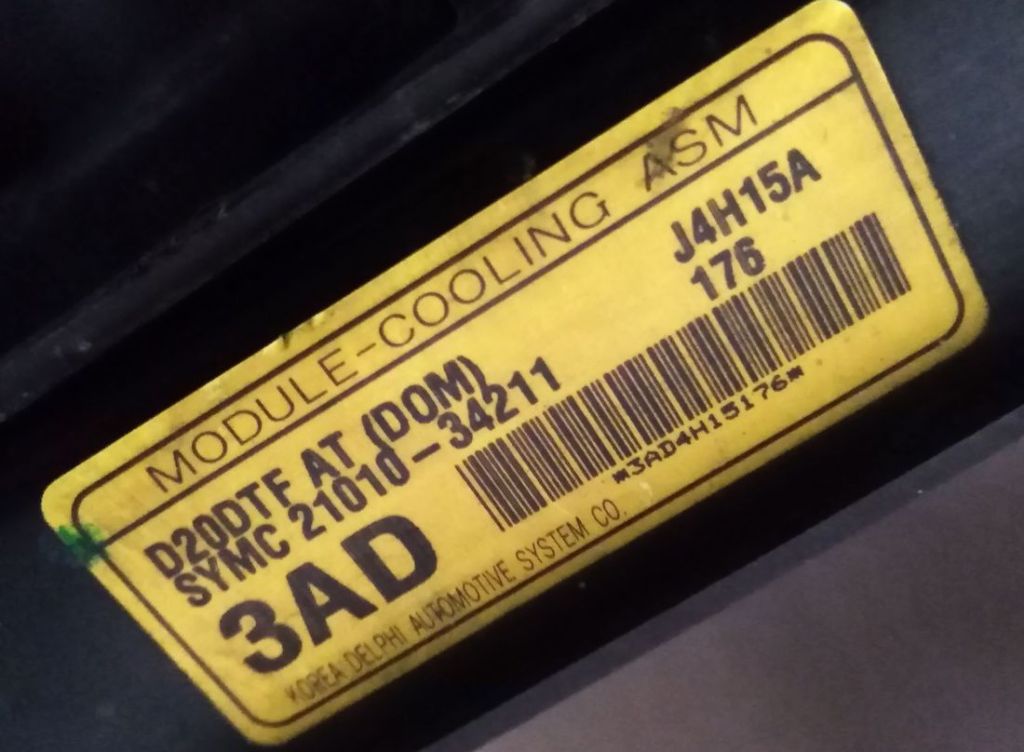 MODULE-COOLING ASM
D20DTF AT (DOM)
SYMC 21010-34211
3AD
J4H15A
176
*3AD4H15176*
KOREA DELPHI AUTOMOTIVE SYSTEM CO.